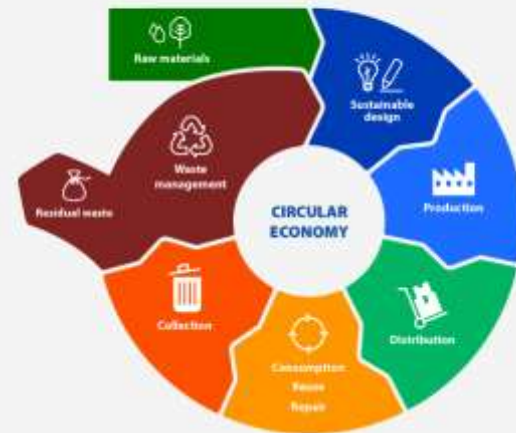 Raw materials
Sustainable
design
Production
Distribution
Consumption
Reuse
Repair
Collection
Waste
management
Residual waste
CIRCULAR
ECONOMY